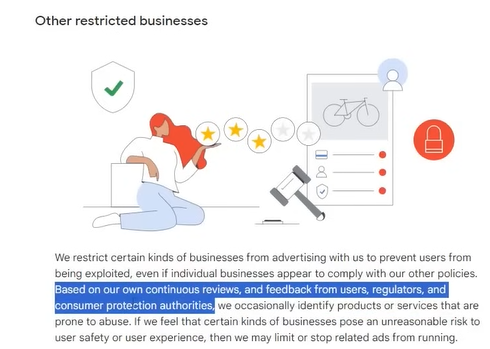 Other restricted businesses
We restrict certain kinds of businesses from advertising with us to prevent users from
being exploited, even if individual businesses appear to comply with our other policies.
Based on our own continuous reviews, and feedback from users, regulators, and
consumer protection authorities, we occasionally identify products or services that are
prone to abuse. If we feel that certain kinds of businesses pose an unreasonable risk to
user safety or user experience, then we may limit or stop related ads from running.